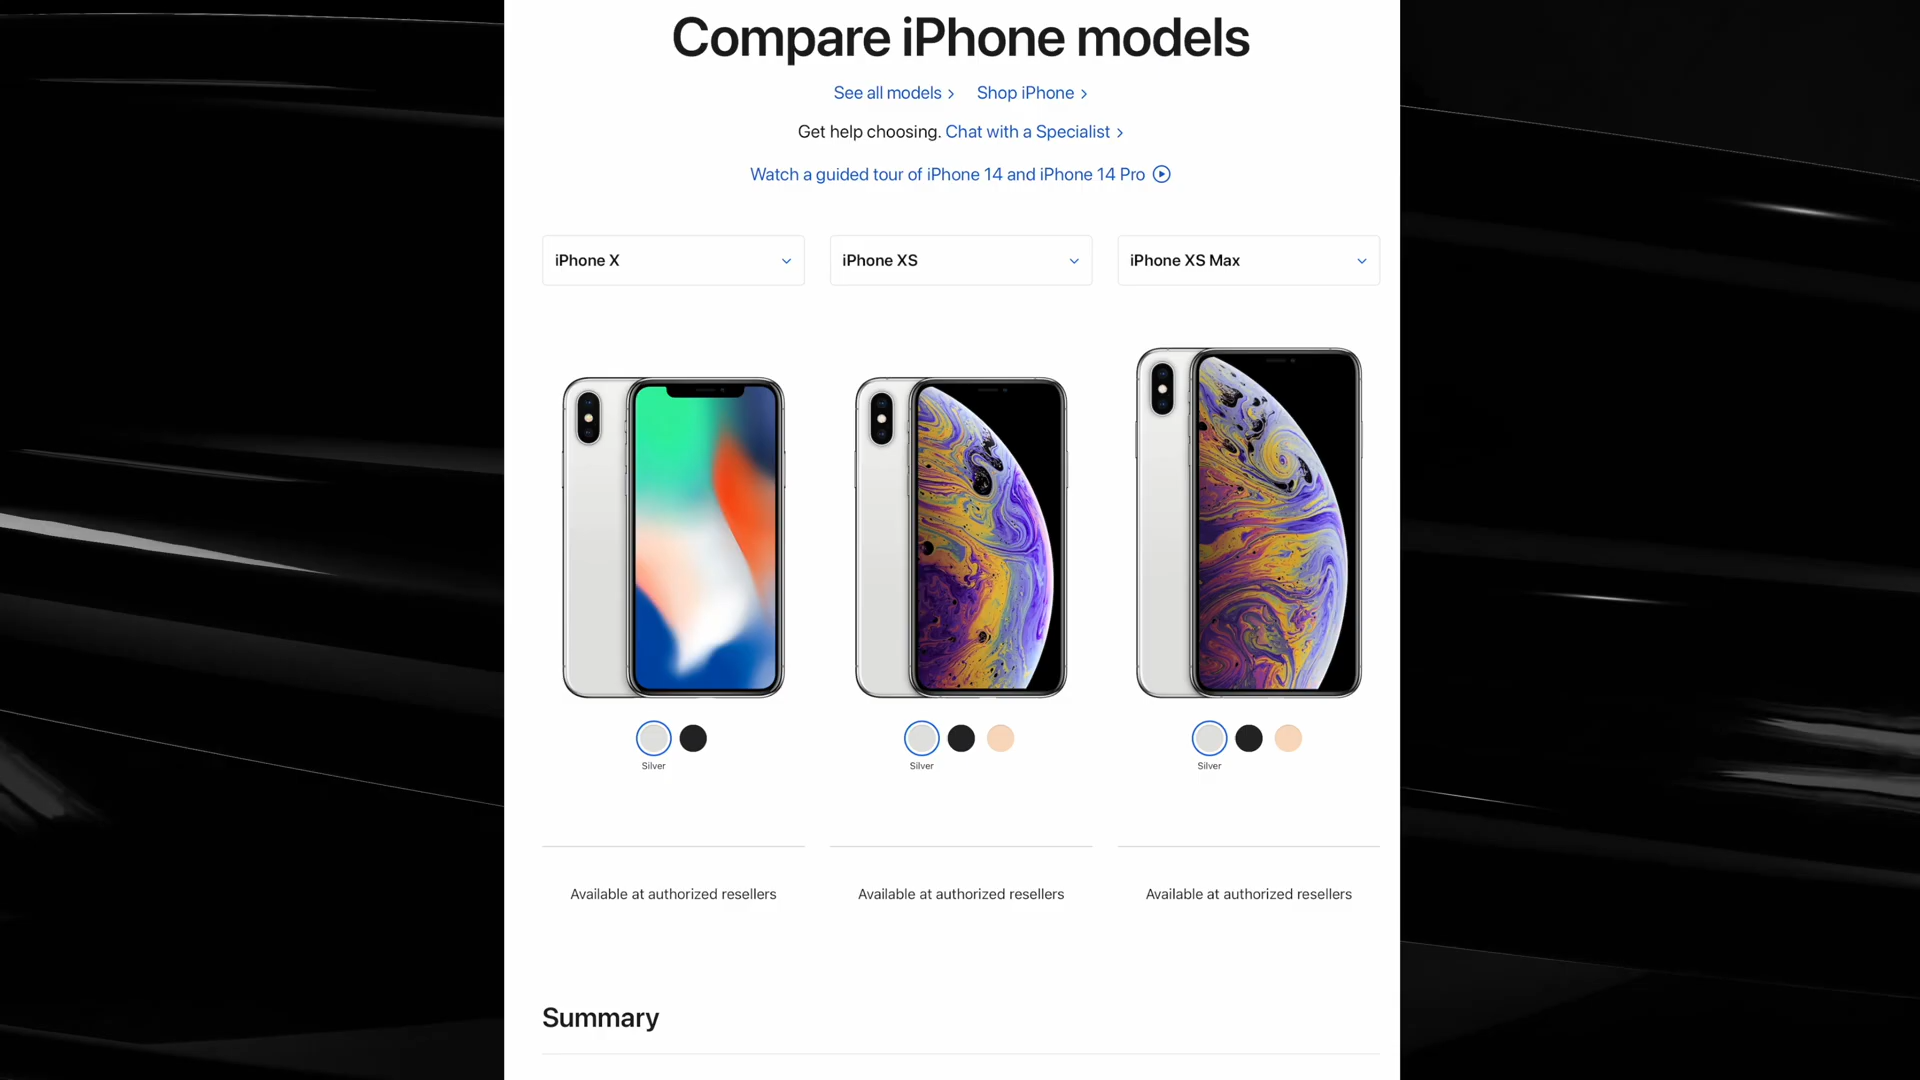 Compare iPhone models
See all models > Shop iPhone >
Get help choosing. Chat with a Specialist >
Watch a guided tour of iPhone 14 and iPhone 14 Pro
iPhone X
iPhone XS
iPhone XS Max
Silver
Silver
Silver
Available at authorized resellers
Available at authorized resellers
Available at authorized resellers
Summary